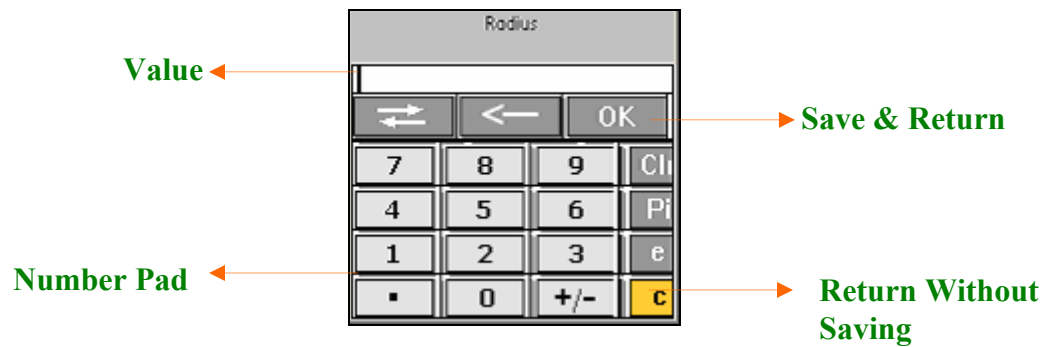 Radius
Value
OK
Save & Return
7 8 9 Cl
4 5 6 Pi
1 2 3 e
Number Pad
. 0 +/- c
Return Without
Saving